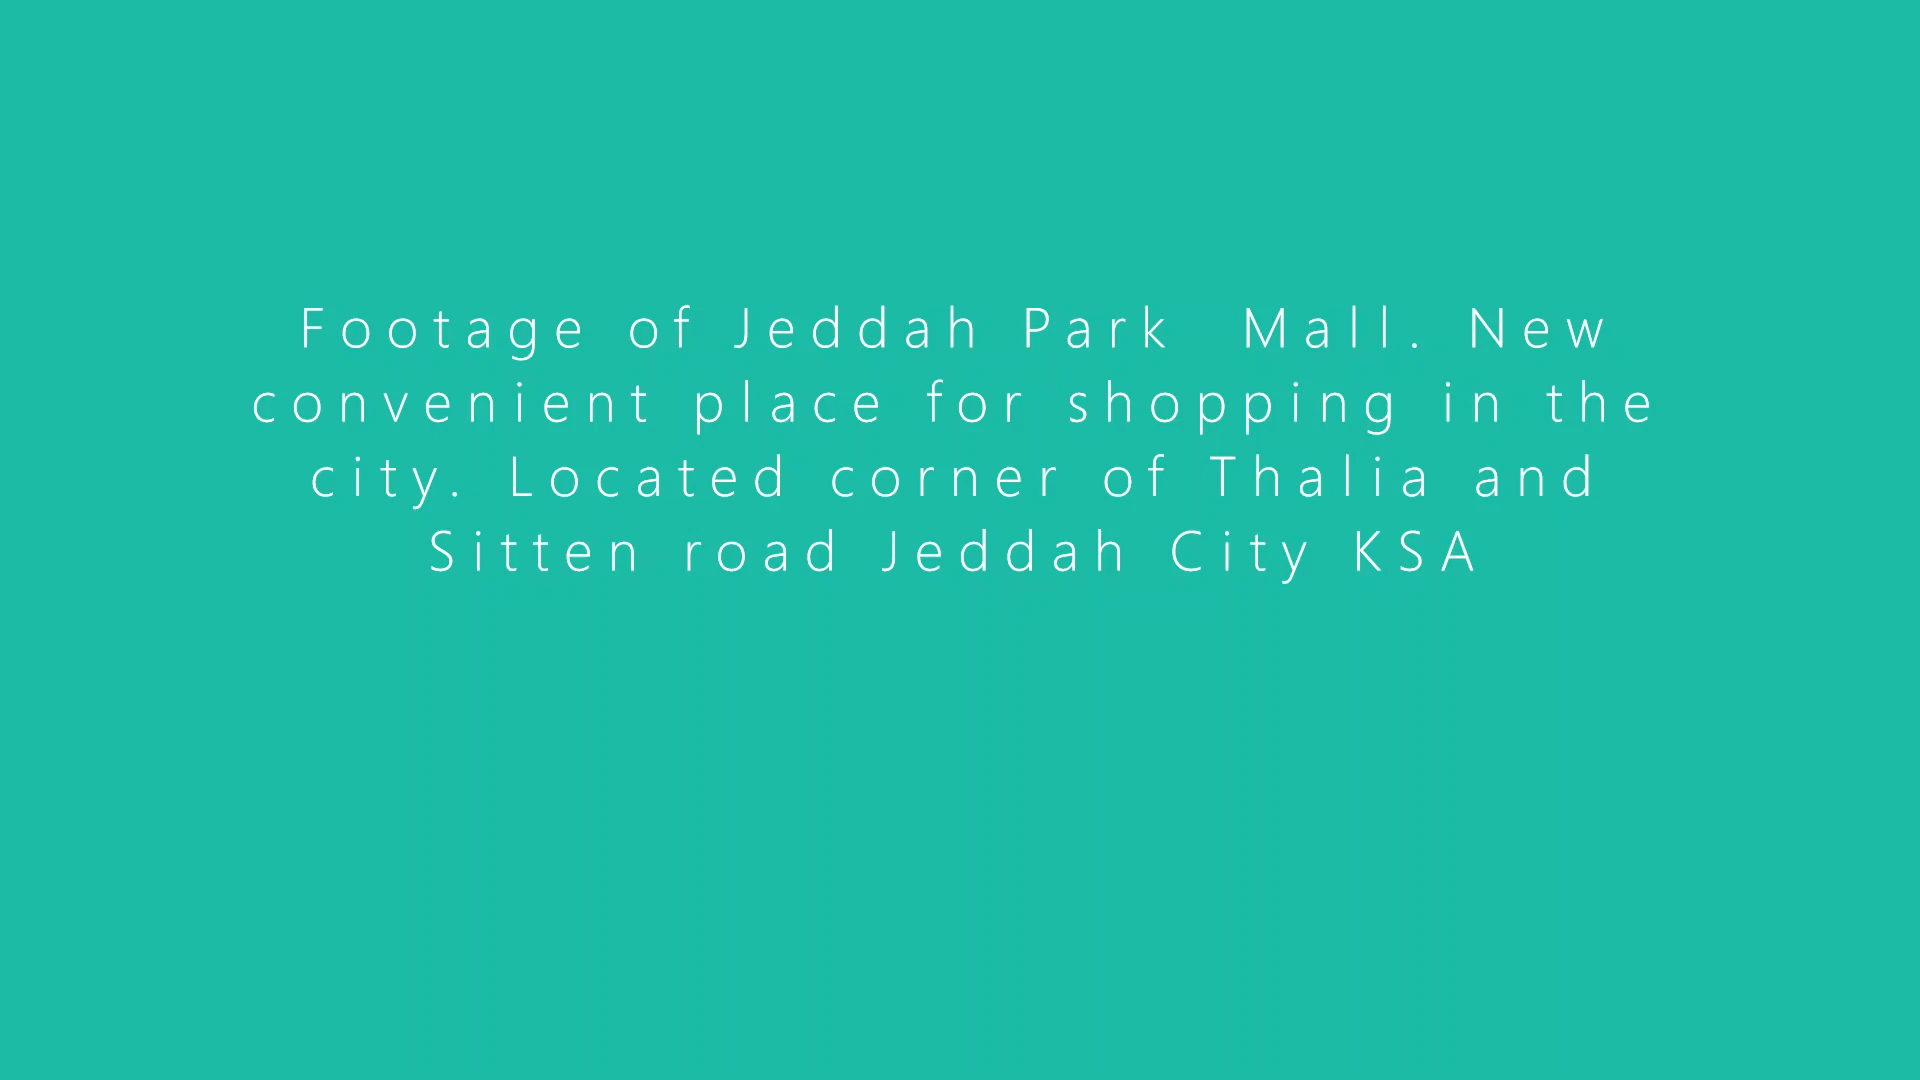 Footage of Jeddah Park  Mall. New
convenient place for shopping in the
city. Located corner of Thalia and
Sitten road Jeddah City KSA